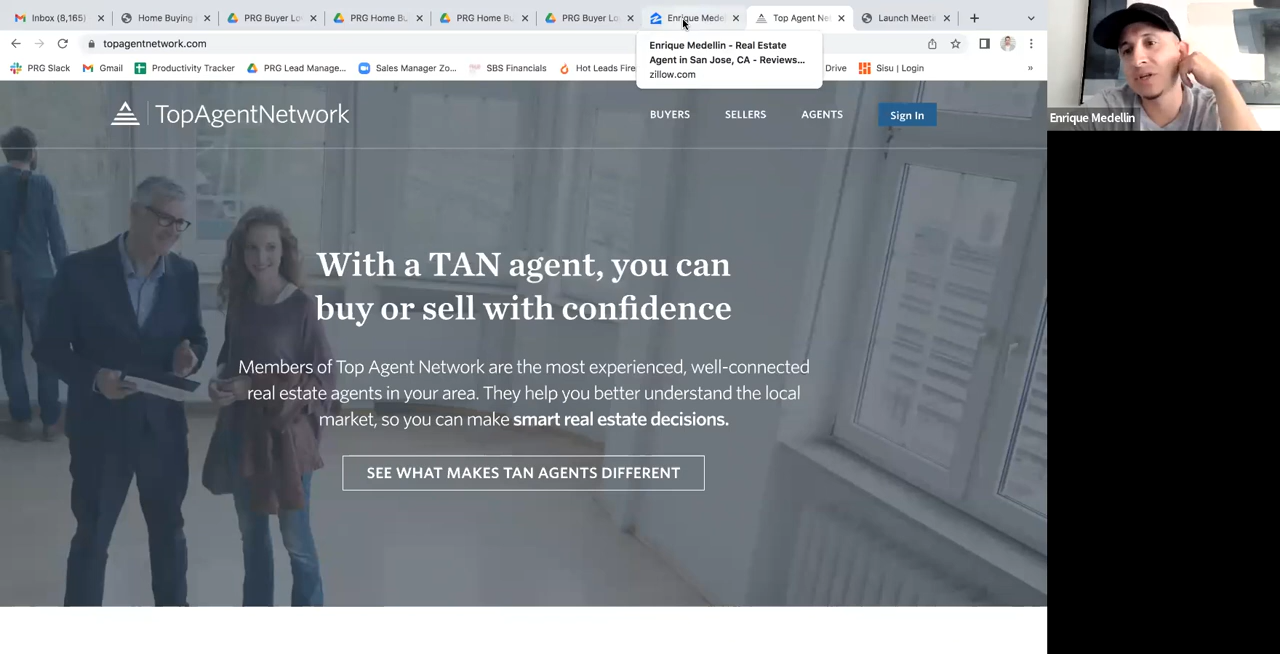 Inbox (8,165)
Home Buying
PRG Buyer Lo
PRG Home Bu
PRG Home Bu
PRG Buyer Lo
Enrique Mede
Top Agent Ne
Launch Meeti
topagentnetwork.com
PRG Slack
Gmail
Productivity Tracker
PRG Lead Manage...
Sales Manager Zo...
SBS Financials
Hot Leads Fire
Drive
Sisu | Login
»
Enrique Medellin - Real Estate
Agent in San Jose, CA - Reviews...
zillow.com
TopAgentNetwork
BUYERS
SELLERS
AGENTS
Sign In
With a TAN agent, you can
buy or sell with confidence
Members of Top Agent Network are the most experienced, well-connected
real estate agents in your area. They help you better understand the local
market, so you can make smart real estate decisions.
SEE WHAT MAKES TAN AGENTS DIFFERENT
Enrique Medellin